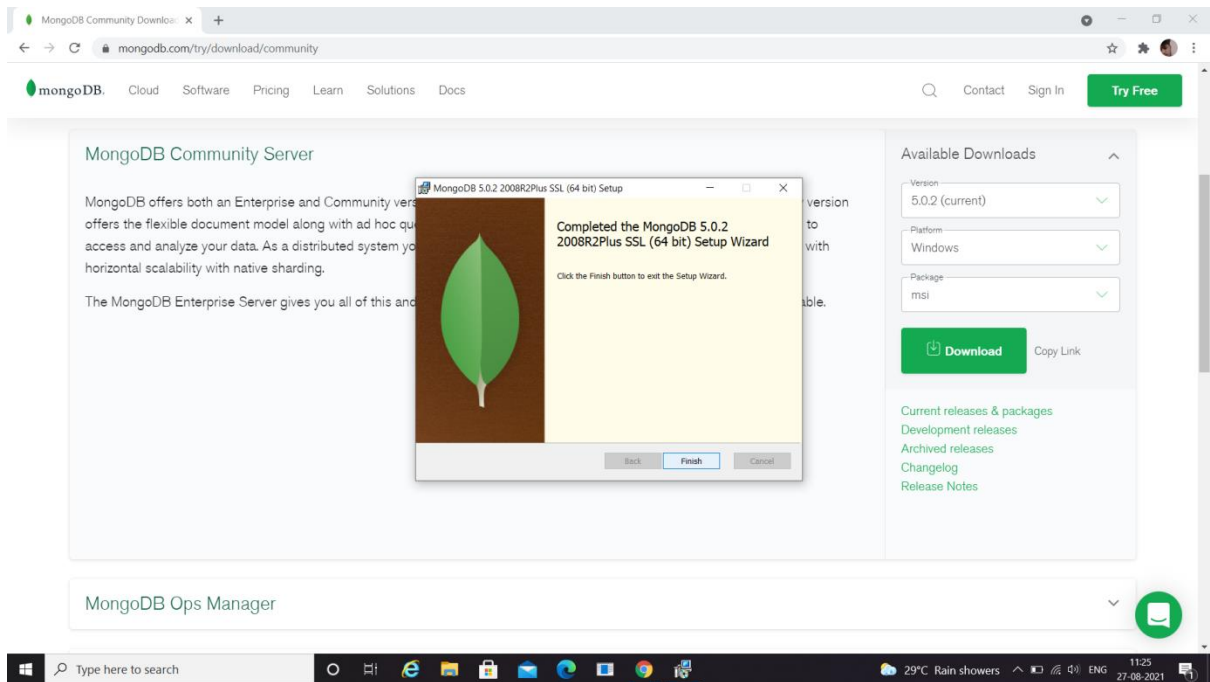 MongoDB Community Downloa
mongodb.com/try/download/community
mongoDB. Cloud Software Pricing Learn Solutions Docs Contact Sign In Try Free
MongoDB Community Server
MongoDB offers both an Enterprise and Community vers
version
offers the flexible document model along with ad hoc qu
to
access and analyze your data. As a distributed system yo
with
horizontal scalability with native sharding.
The MongoDB Enterprise Server gives you all of this and
able.
MongoDB 5.0.2 2008R2Plus SSL (64 bit) Setup
Completed the MongoDB 5.0.2
2008R2Plus SSL (64 bit) Setup Wizard
Click the Finish button to exit the Setup Wizard.
Back Finish Cancel
Available Downloads
Version
5.0.2 (current)
Platform
Windows
Package
msi
Download Copy Link
Current releases & packages
Development releases
Archived releases
Changelog
Release Notes
MongoDB Ops Manager
Type here to search
29°C Rain showers ENG
11:25
27-08-2021